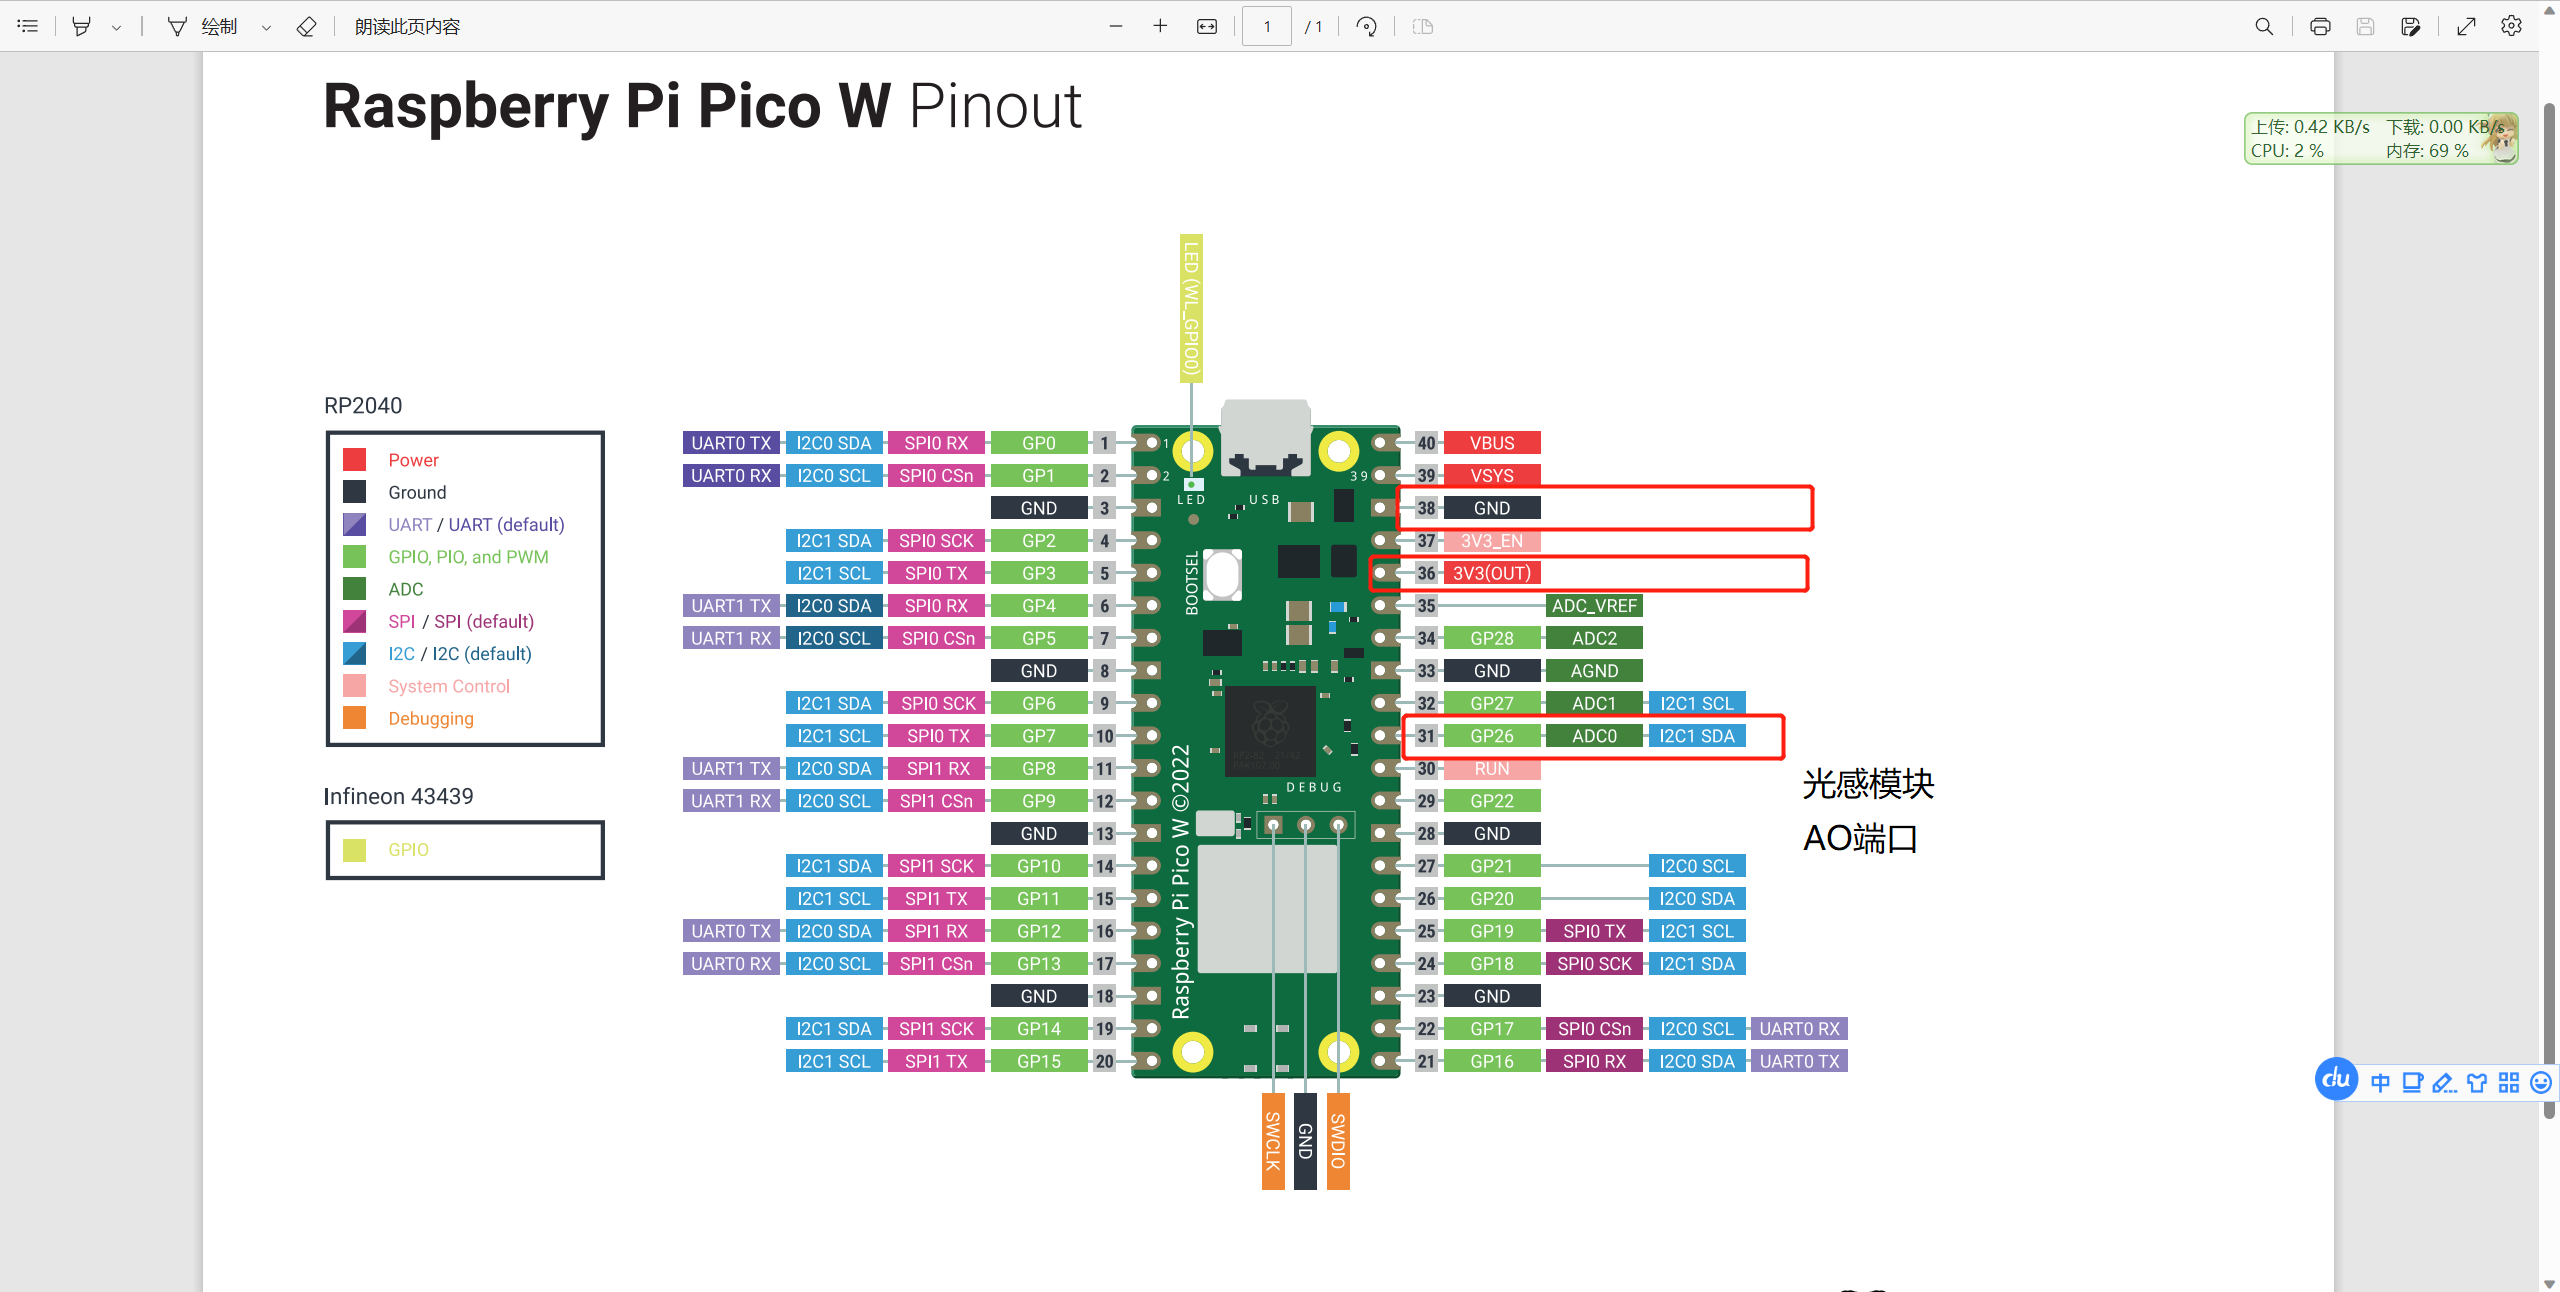 绘制 朗读此页内容 1 / 1
Raspberry Pi Pico W Pinout
上传: 0.42 KB/s 下载: 0.00 KB/s
CPU: 2 % 内存: 69 %
LED (WL_GPIO0)
RP2040
Power
Ground
UART / UART (default)
GPIO, PIO, and PWM
ADC
SPI / SPI (default)
I2C / I2C (default)
System Control
Debugging
Infineon 43439
GPIO
UART0 TX I2C0 SDA SPI0 RX GP0 1
UART0 RX I2C0 SCL SPI0 CSn GP1 2
GND 3
I2C1 SDA SPI0 SCK GP2 4
I2C1 SCL SPI0 TX GP3 5
UART1 TX I2C0 SDA SPI0 RX GP4 6
UART1 RX I2C0 SCL SPI0 CSn GP5 7
GND 8
I2C1 SDA SPI0 SCK GP6 9
I2C1 SCL SPI0 TX GP7 10
UART1 TX I2C0 SDA SPI1 RX GP8 11
UART1 RX I2C0 SCL SPI1 CSn GP9 12
GND 13
I2C1 SDA SPI1 SCK GP10 14
I2C1 SCL SPI1 TX GP11 15
UART0 TX I2C0 SDA SPI1 RX GP12 16
UART0 RX I2C0 SCL SPI1 CSn GP13 17
GND 18
I2C1 SDA SPI1 SCK GP14 19
I2C1 SCL SPI1 TX GP15 20
1
2
39
LED
USB
BOOTSEL
DEBUG
Raspberry Pi Pico W ©2022
40 VBUS
39 VSYS
38 GND
37 3V3_EN
36 3V3(OUT)
35 ADC_VREF
34 GP28 ADC2
33 GND AGND
32 GP27 ADC1 I2C1 SCL
31 GP26 ADC0 I2C1 SDA
30 RUN
29 GP22
28 GND
27 GP21 I2C0 SCL
26 GP20 I2C0 SDA
25 GP19 SPI0 TX I2C1 SCL
24 GP18 SPI0 SCK I2C1 SDA
23 GND
22 GP17 SPI0 CSn I2C0 SCL UART0 RX
21 GP16 SPI0 RX I2C0 SDA UART0 TX
光感模块
AO端口
SWCLK
GND
SWDIO
du 中